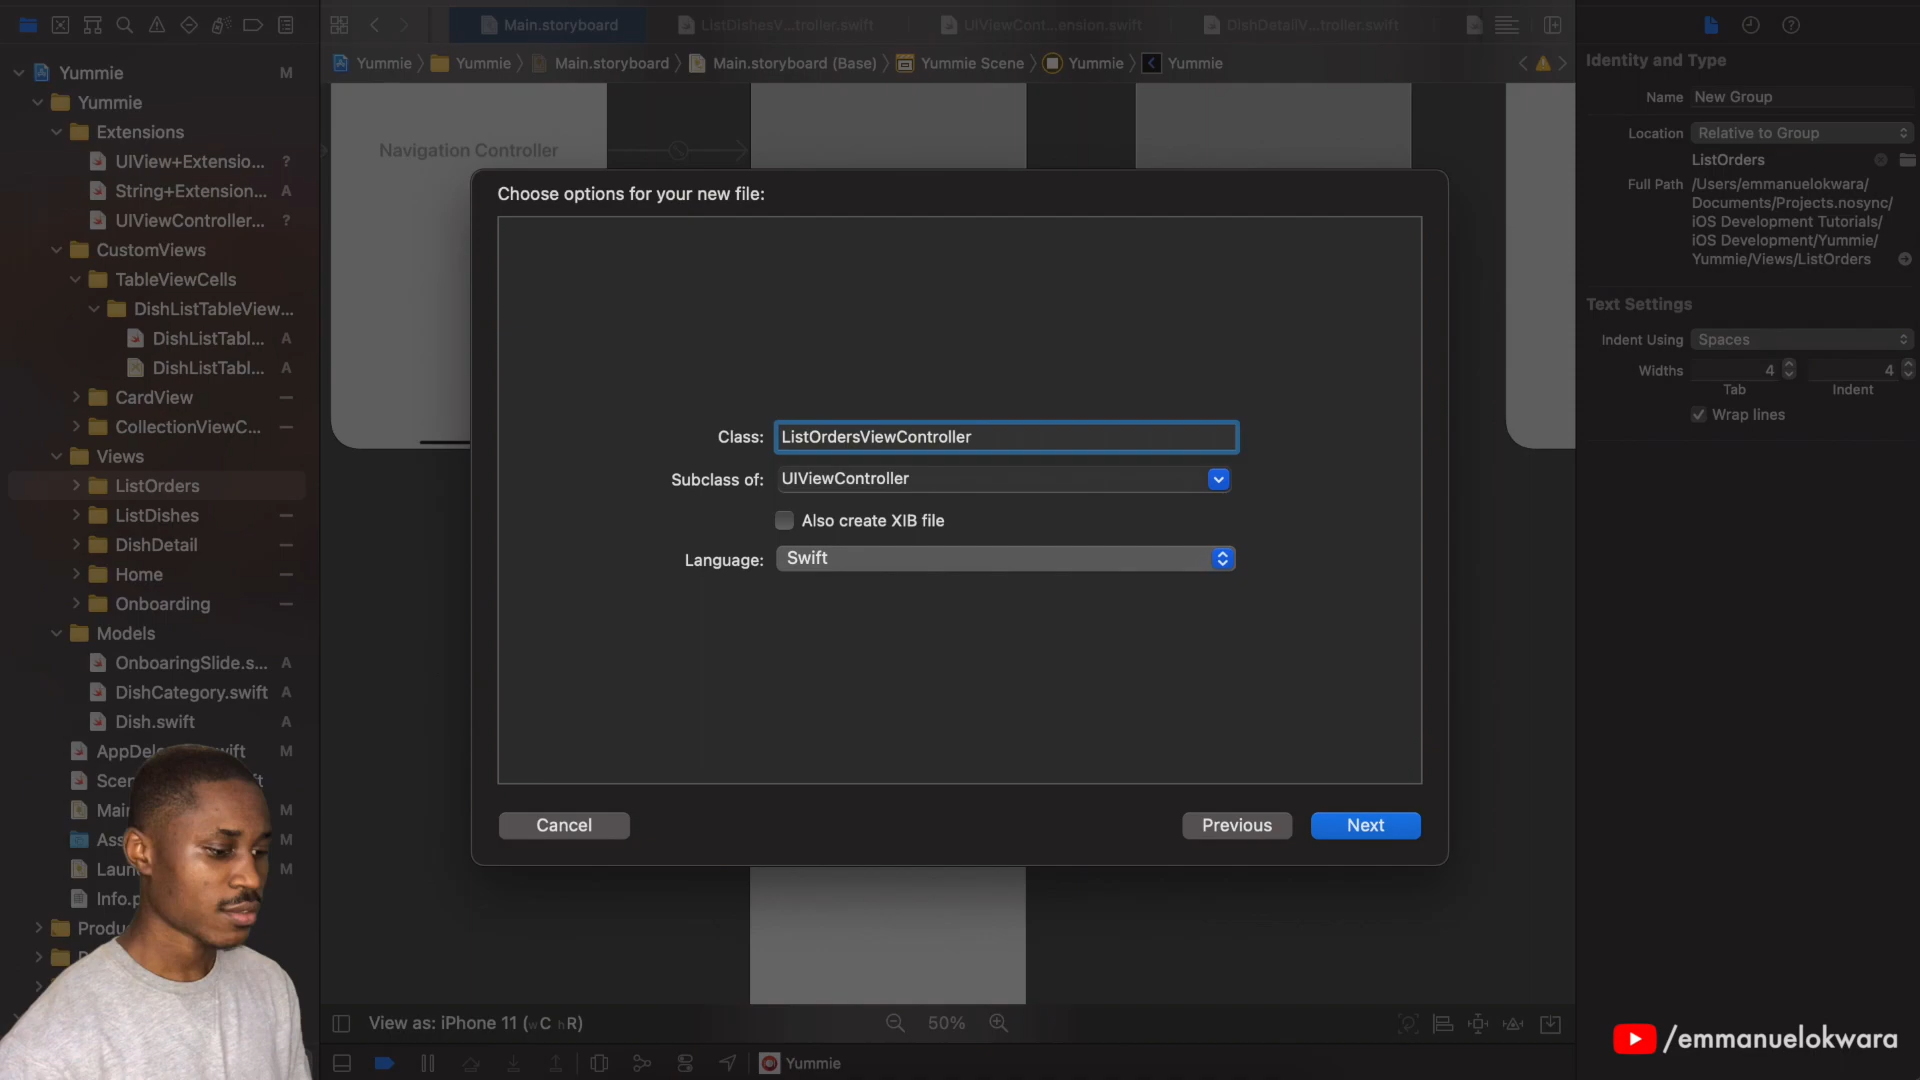 Main.storyboard
ListDishesV...troller.swift
UIViewCont...ension.swift
DishDetailV...troller.swift
Yummie
M
Yummie
Yummie
Main.storyboard
Main.storyboard (Base)
Yummie Scene
Yummie
Yummie
Yummie
Extensions
UIView+Extensio...
?
String+Extension...
A
UIViewController...
?
CustomViews
TableViewCells
DishListTableView...
DishListTabl...
A
DishListTabl...
A
CardView
CollectionViewC...
Views
ListOrders
ListDishes
DishDetail
Home
Onboarding
Models
OnboaringSlide.s...
A
DishCategory.swift
A
Dish.swift
A
M
M
M
M
Info.p
Navigation Controller
Choose options for your new file:
Class:
ListOrdersViewController
Subclass of:
UIViewController
Also create XIB file
Language:
Swift
Cancel
Previous
Next
Identity and Type
Name
New Group
Location
Relative to Group
ListOrders
Full Path
/Users/emmanuelokwara/
Documents/Projects.nosync/
iOS Development Tutorials/
iOS Development/Yummie/
Yummie/Views/ListOrders
Text Settings
Indent Using
Spaces
Widths
4
4
Tab
Indent
Wrap lines
View as: iPhone 11 (wC hR)
50%
Yummie
/emmanuelokwara